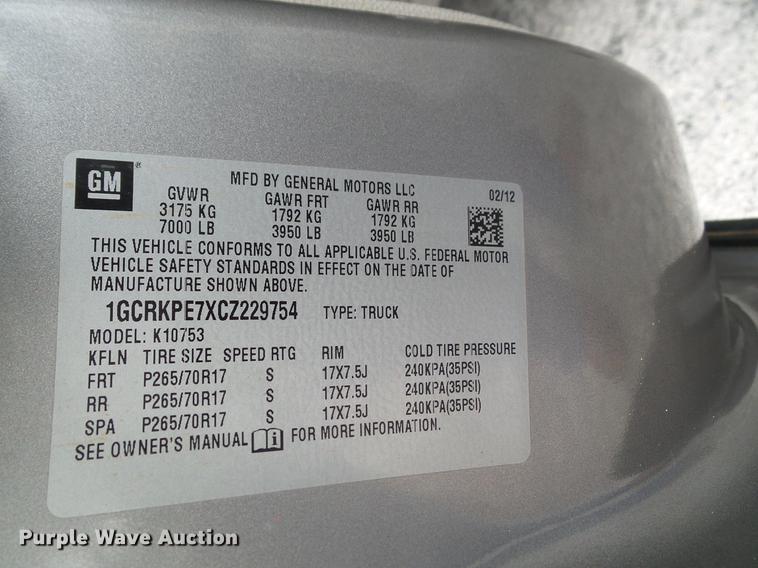 GM ®
MFD BY GENERAL MOTORS LLC
02/12
GVWR GAWR FRT GAWR RR
3175 KG 1792 KG 1792 KG
7000 LB 3950 LB 3950 LB
THIS VEHICLE CONFORMS TO ALL APPLICABLE U.S. FEDERAL MOTOR
VEHICLE SAFETY STANDARDS IN EFFECT ON THE DATE OF
MANUFACTURE SHOWN ABOVE.
1GCRKPE7XCZ229754 TYPE: TRUCK
MODEL: K10753
KFLN TIRE SIZE SPEED RTG RIM COLD TIRE PRESSURE
FRT P265/70R17 S 17X7.5J 240KPA(35PSI)
RR P265/70R17 S 17X7.5J 240KPA(35PSI)
SPA P265/70R17 S 17X7.5J 240KPA(35PSI)
SEE OWNER'S MANUAL i FOR MORE INFORMATION.
Purple Wave Auction